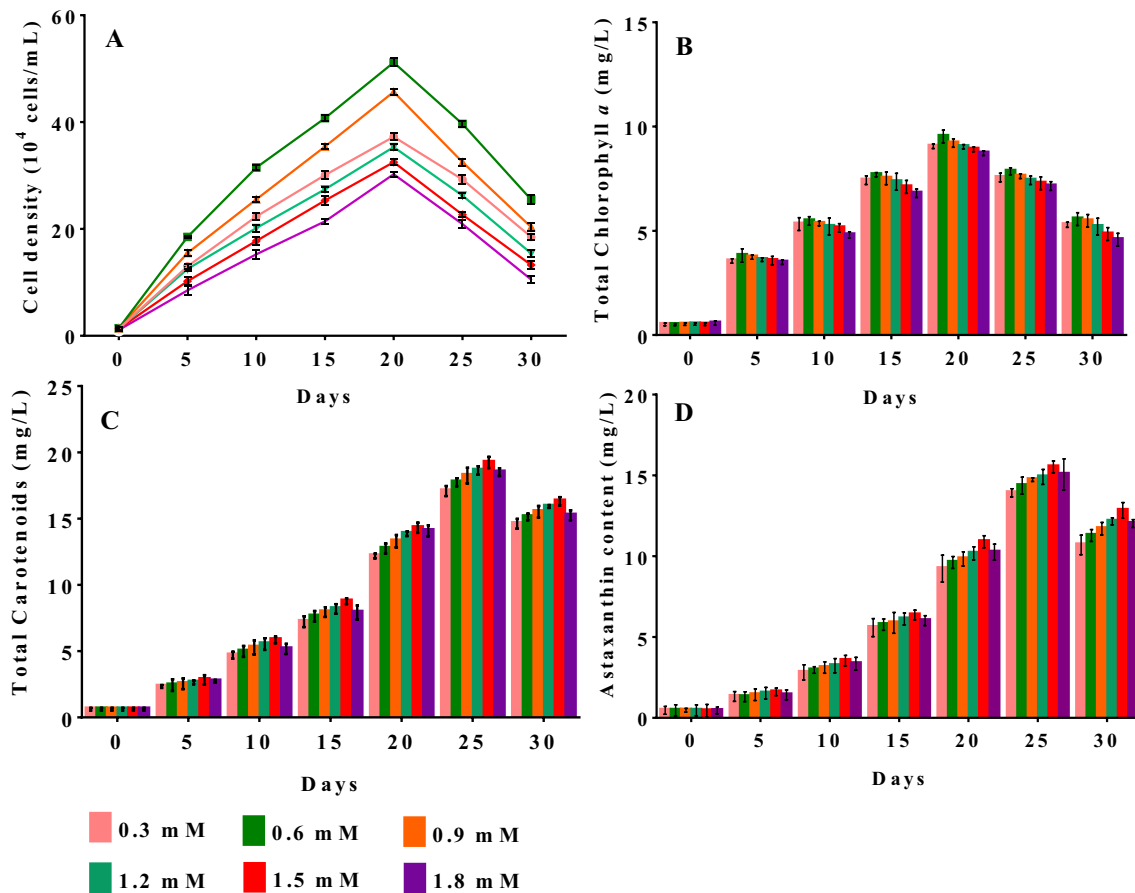 A
Cell density (10⁴ cells/mL)
60
40
20
0
0 5 10 15 20 25 30
Days
B
Total Chlorophyll a (mg/L)
15
10
5
0
0 5 10 15 20 25 30
Days
C
Total Carotenoids (mg/L)
25
20
15
10
5
0
0 5 10 15 20 25 30
Days
D
Astaxanthin content (mg/L)
20
15
10
5
0
0 5 10 15 20 25 30
Days
0.3 mM 0.6 mM 0.9 mM
1.2 mM 1.5 mM 1.8 mM